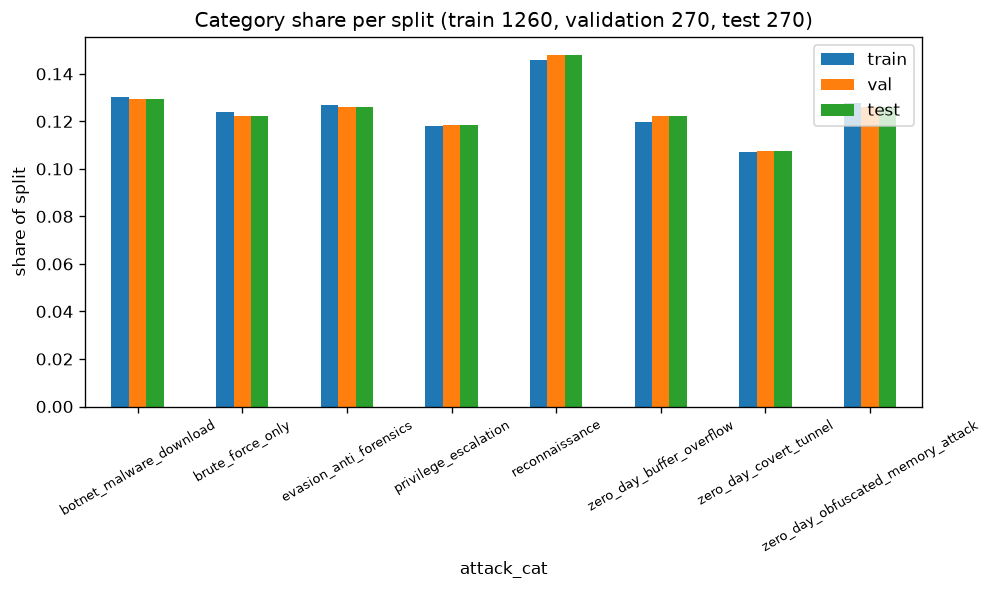 Category share per split (train 1260, validation 270, test 270)
train
val
test
0.14
0.12
0.10
0.08
0.06
0.04
0.02
0.00
share of split
botnet_malware_download
brute_force_only
evasion_anti_forensics
privilege_escalation
reconnaissance
zero_day_buffer_overflow
zero_day_covert_tunnel
zero_day_obfuscated_memory_attack
attack_cat